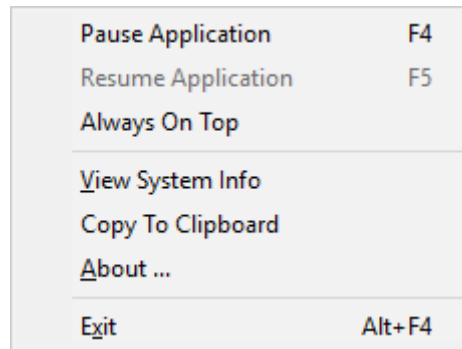 Pause Application F4
Resume Application F5
Always On Top
View System Info
Copy To Clipboard
About ...
Exit Alt+F4